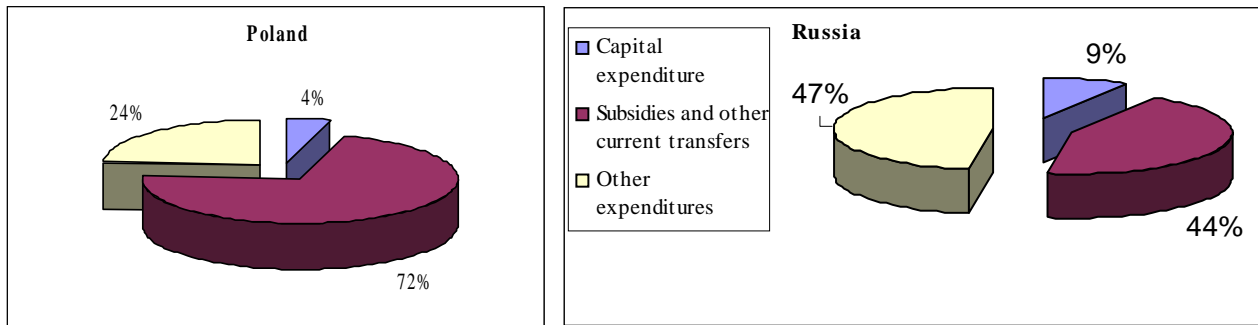 Poland
24%
4%
72%
Capital
expenditure
Subsidies and other
current transfers
Other
expenditures
Russia
9%
47%
44%